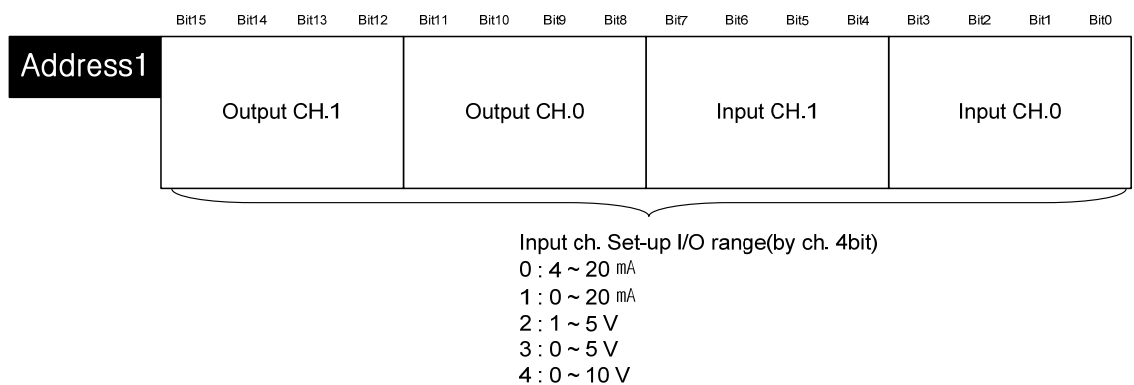 Bit15 Bit14 Bit13 Bit12 Bit11 Bit10 Bit9 Bit8 Bit7 Bit6 Bit5 Bit4 Bit3 Bit2 Bit1 Bit0
Address1
Output CH.1 Output CH.0 Input CH.1 Input CH.0
Input ch. Set-up I/O range(by ch. 4bit)
0 : 4 ~ 20 ㎃
1 : 0 ~ 20 ㎃
2 : 1 ~ 5 V
3 : 0 ~ 5 V
4 : 0 ~ 10 V